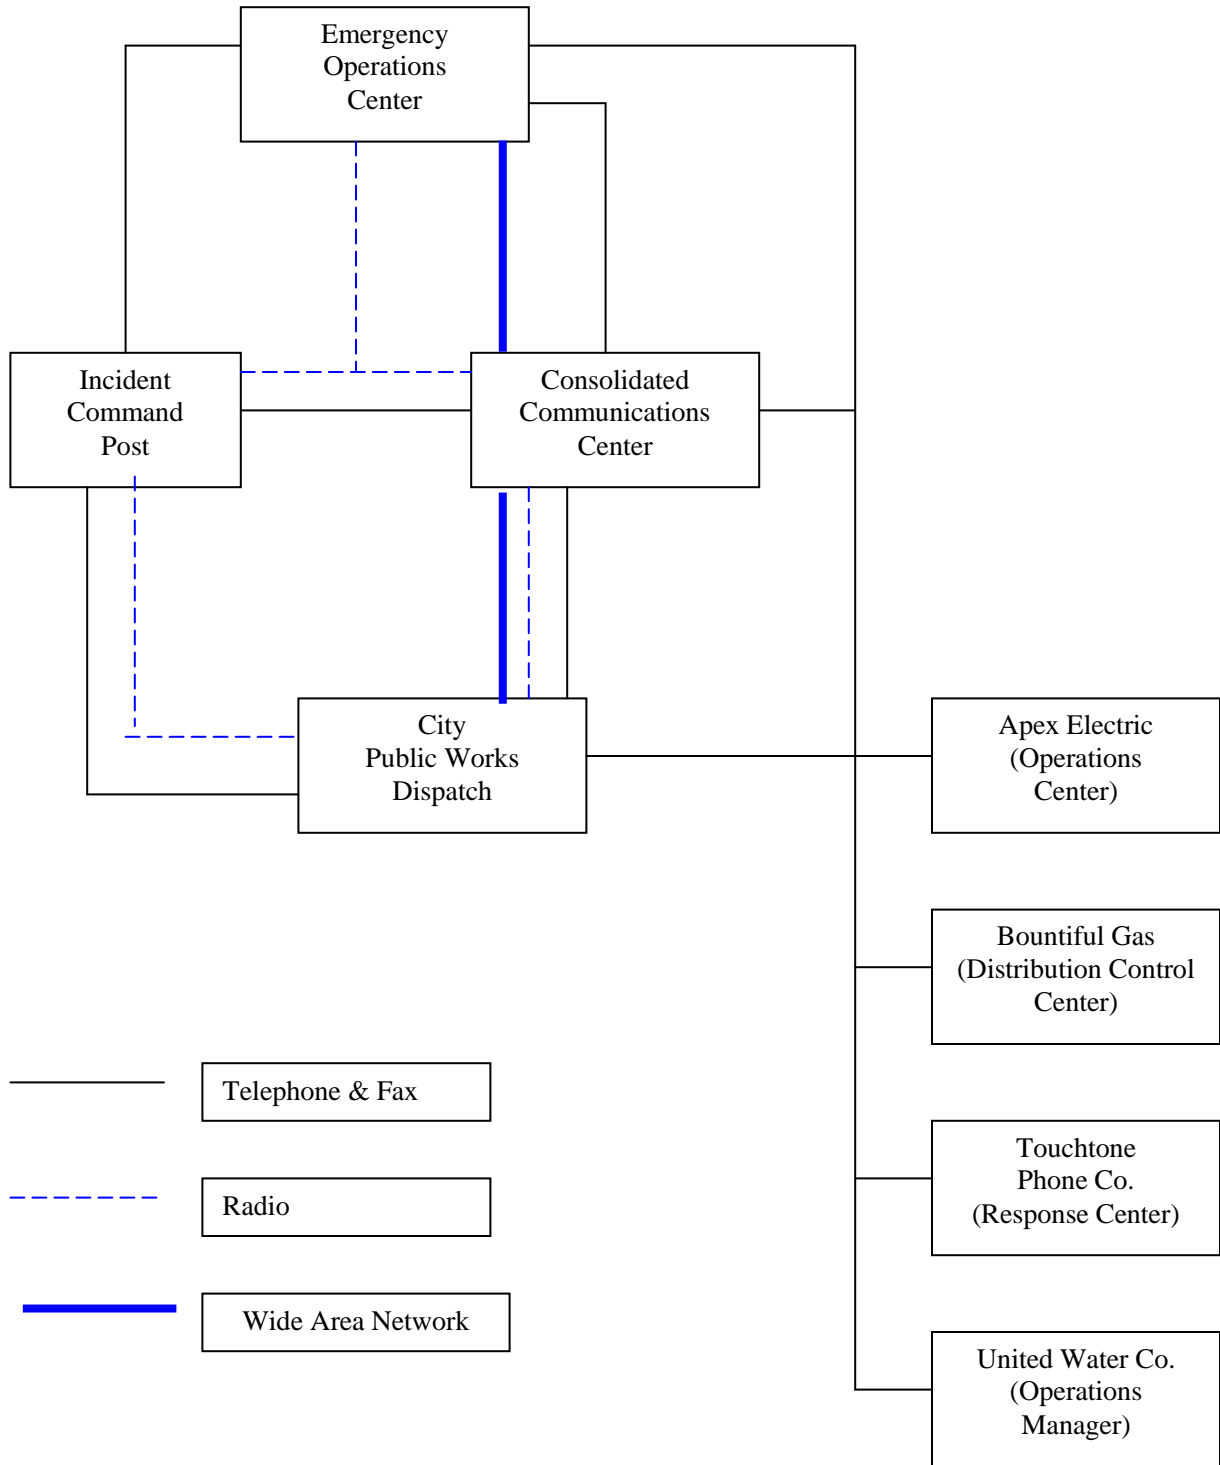 Emergency
Operations
Center
Incident
Command
Post
Consolidated
Communications
Center
City
Public Works
Dispatch
Apex Electric
(Operations
Center)
Bountiful Gas
(Distribution Control
Center)
Touchtone
Phone Co.
(Response Center)
United Water Co.
(Operations
Manager)
Telephone & Fax
Radio
Wide Area Network